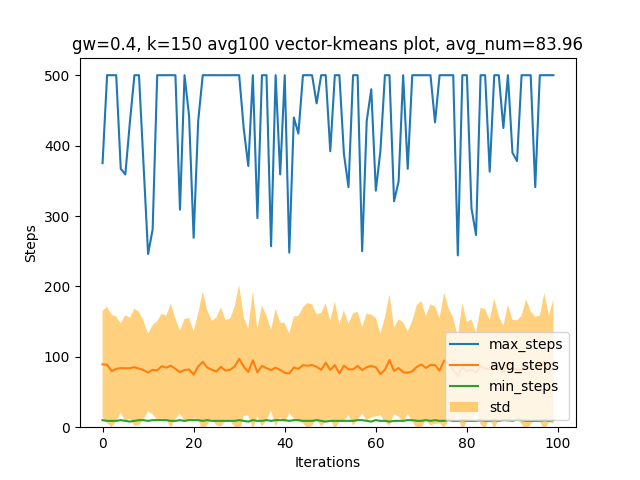 gw=0.4, k=150 avg100 vector-kmeans plot, avg_num=83.96
500
400
300
200
100
0
Steps
max_steps
avg_steps
min_steps
std
0
20
40
60
80
100
Iterations